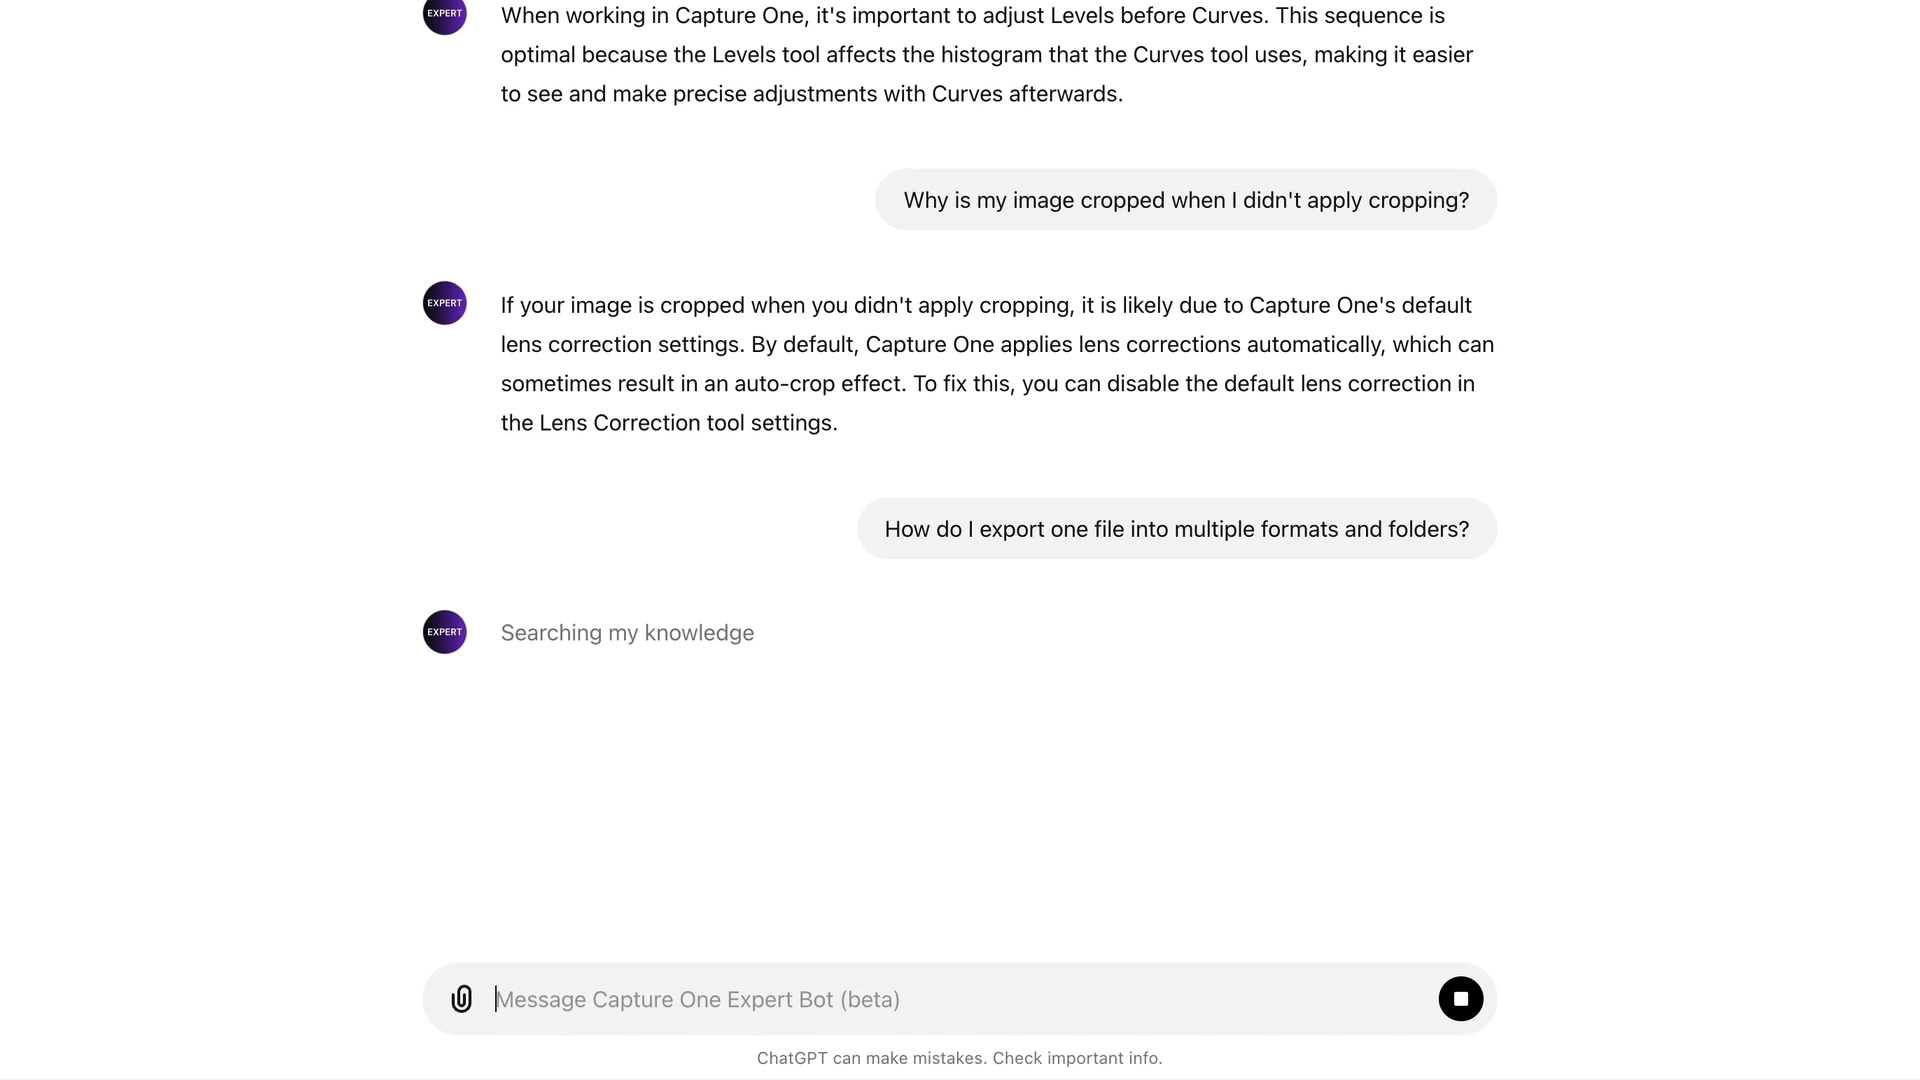 EXPERT
When working in Capture One, it's important to adjust Levels before Curves. This sequence is
optimal because the Levels tool affects the histogram that the Curves tool uses, making it easier
to see and make precise adjustments with Curves afterwards.
Why is my image cropped when I didn't apply cropping?
EXPERT
If your image is cropped when you didn't apply cropping, it is likely due to Capture One's default
lens correction settings. By default, Capture One applies lens corrections automatically, which can
sometimes result in an auto-crop effect. To fix this, you can disable the default lens correction in
the Lens Correction tool settings.
How do I export one file into multiple formats and folders?
EXPERT
Searching my knowledge
Message Capture One Expert Bot (beta)
ChatGPT can make mistakes. Check important info.